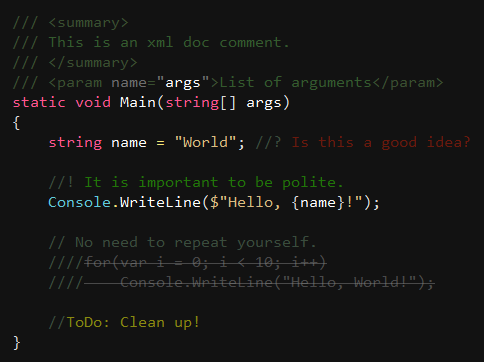 /// <summary>
/// This is an xml doc comment.
/// </summary>
/// <param name="args">List of arguments</param>
static void Main(string[] args)
{
    string name = "World"; //? Is this a good idea?

    //! It is important to be polite.
    Console.WriteLine($"Hello, {name}!");

    // No need to repeat yourself.
    ////for(var i = 0; i < 10; i++)
    ////    Console.WriteLine("Hello, World!");

    //ToDo: Clean up!
}